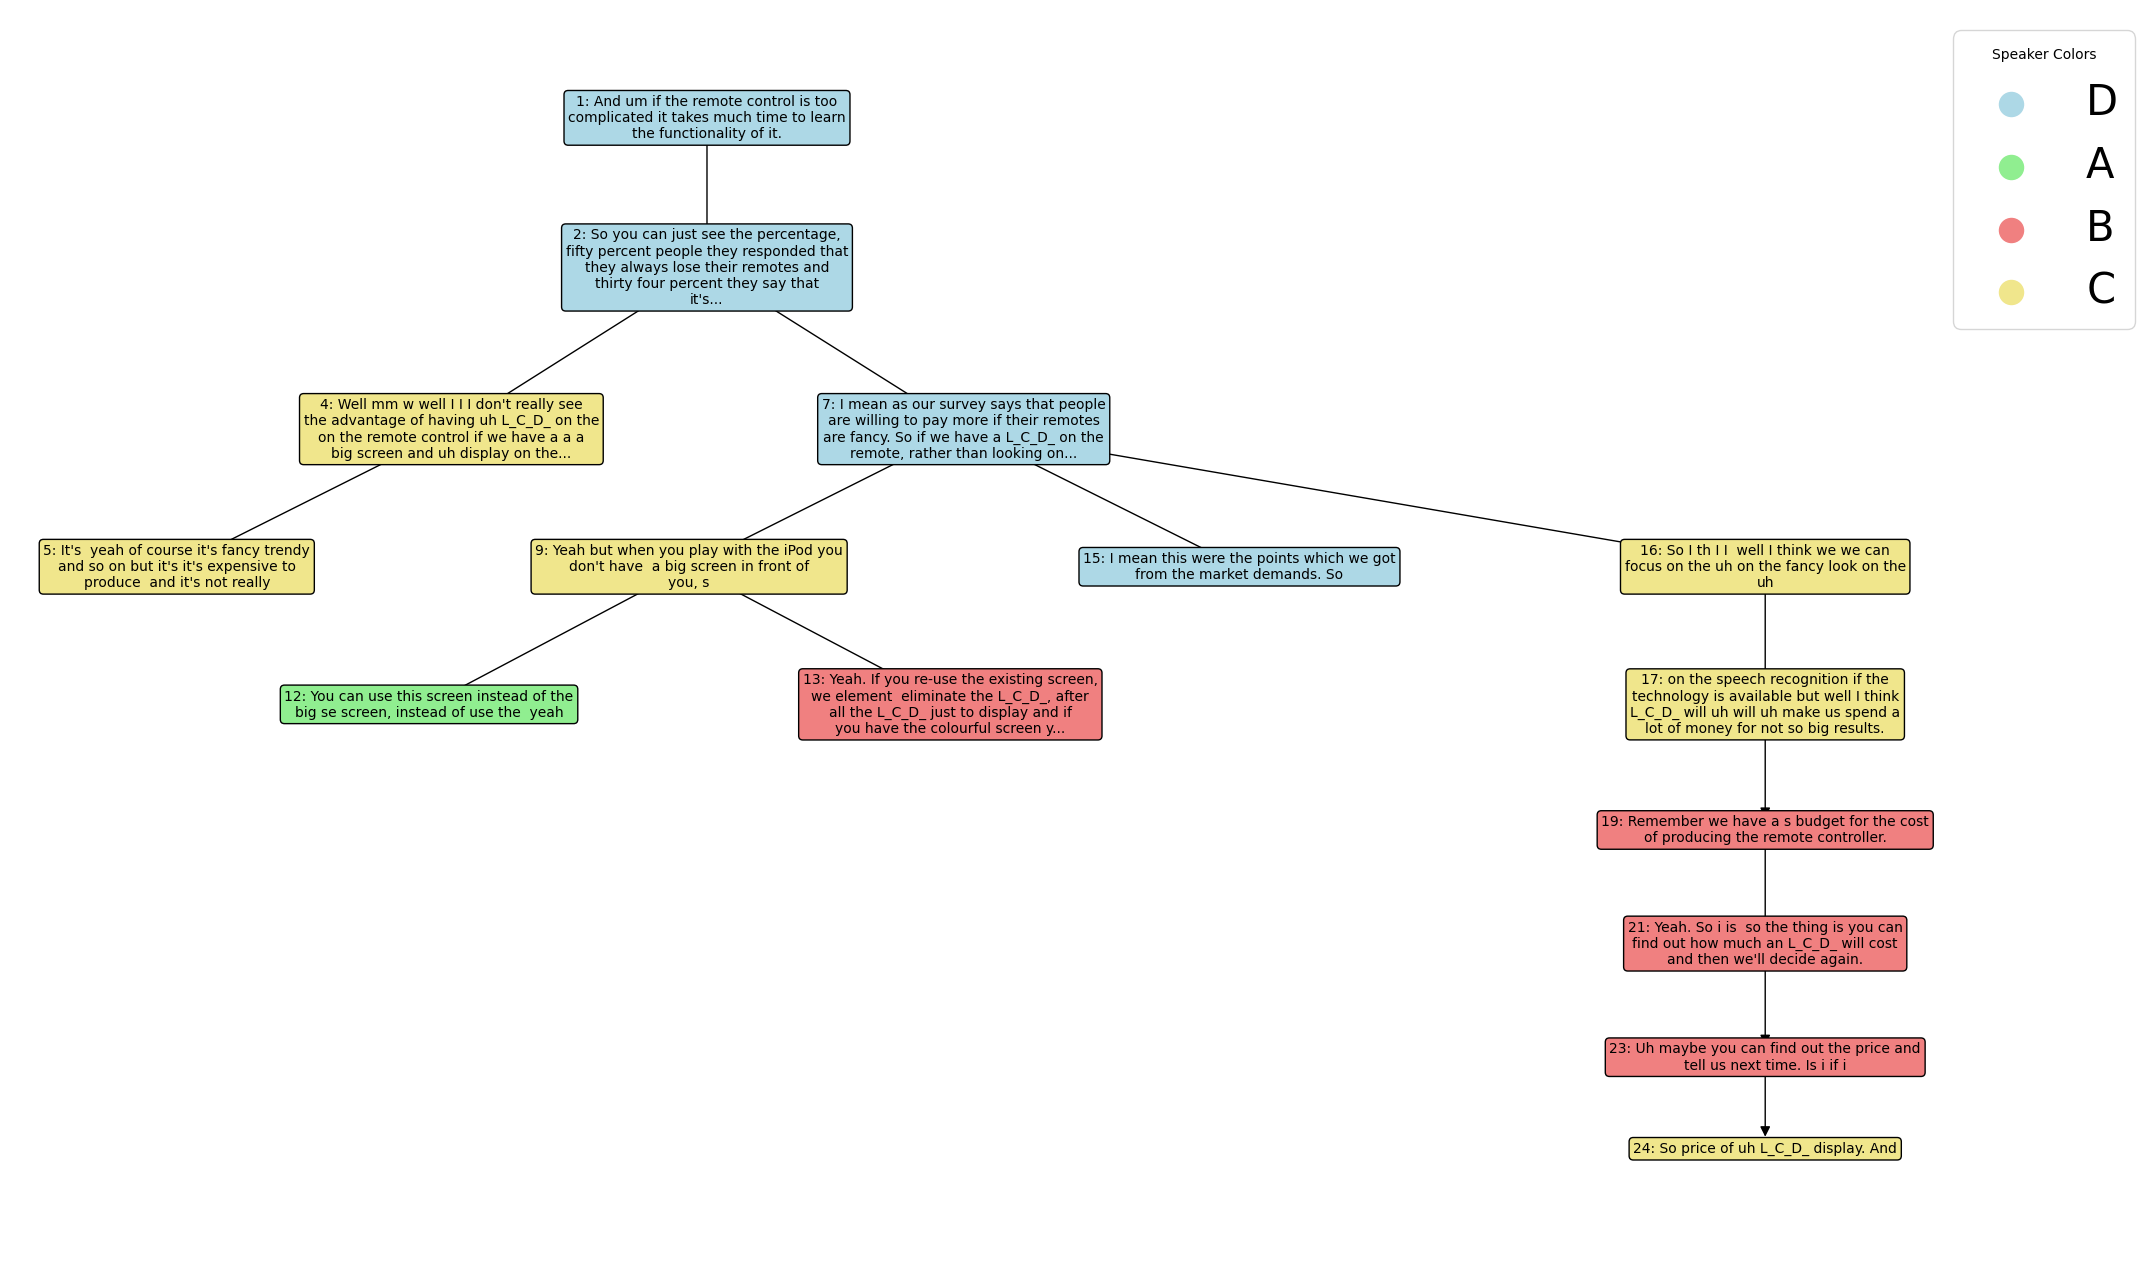 Speaker Colors
D
A
B
C
1: And um if the remote control is too
complicated it takes much time to learn
the functionality of it.
2: So you can just see the percentage,
fifty percent people they responded that
they always lose their remotes and
thirty four percent they say that
it's...
4: Well mm w well I I I don't really see
the advantage of having uh L_C_D_ on the
on the remote control if we have a a a
big screen and uh display on the...
7: I mean as our survey says that people
are willing to pay more if their remotes
are fancy. So if we have a L_C_D_ on the
remote, rather than looking on...
5: It's  yeah of course it's fancy trendy
and so on but it's it's expensive to
produce  and it's not really
9: Yeah but when you play with the iPod you
don't have  a big screen in front of
you, s
15: I mean this were the points which we got
from the market demands. So
16: So I th I I  well I think we we can
focus on the uh on the fancy look on the
uh
12: You can use this screen instead of the
big se screen, instead of use the  yeah
13: Yeah. If you re-use the existing screen,
we element  eliminate the L_C_D_, after
all the L_C_D_ just to display and if
you have the colourful screen y...
17: on the speech recognition if the
technology is available but well I think
L_C_D_ will uh will uh make us spend a
lot of money for not so big results.
19: Remember we have a s budget for the cost
of producing the remote controller.
21: Yeah. So i is  so the thing is you can
find out how much an L_C_D_ will cost
and then we'll decide again.
23: Uh maybe you can find out the price and
tell us next time. Is i if i
24: So price of uh L_C_D_ display. And